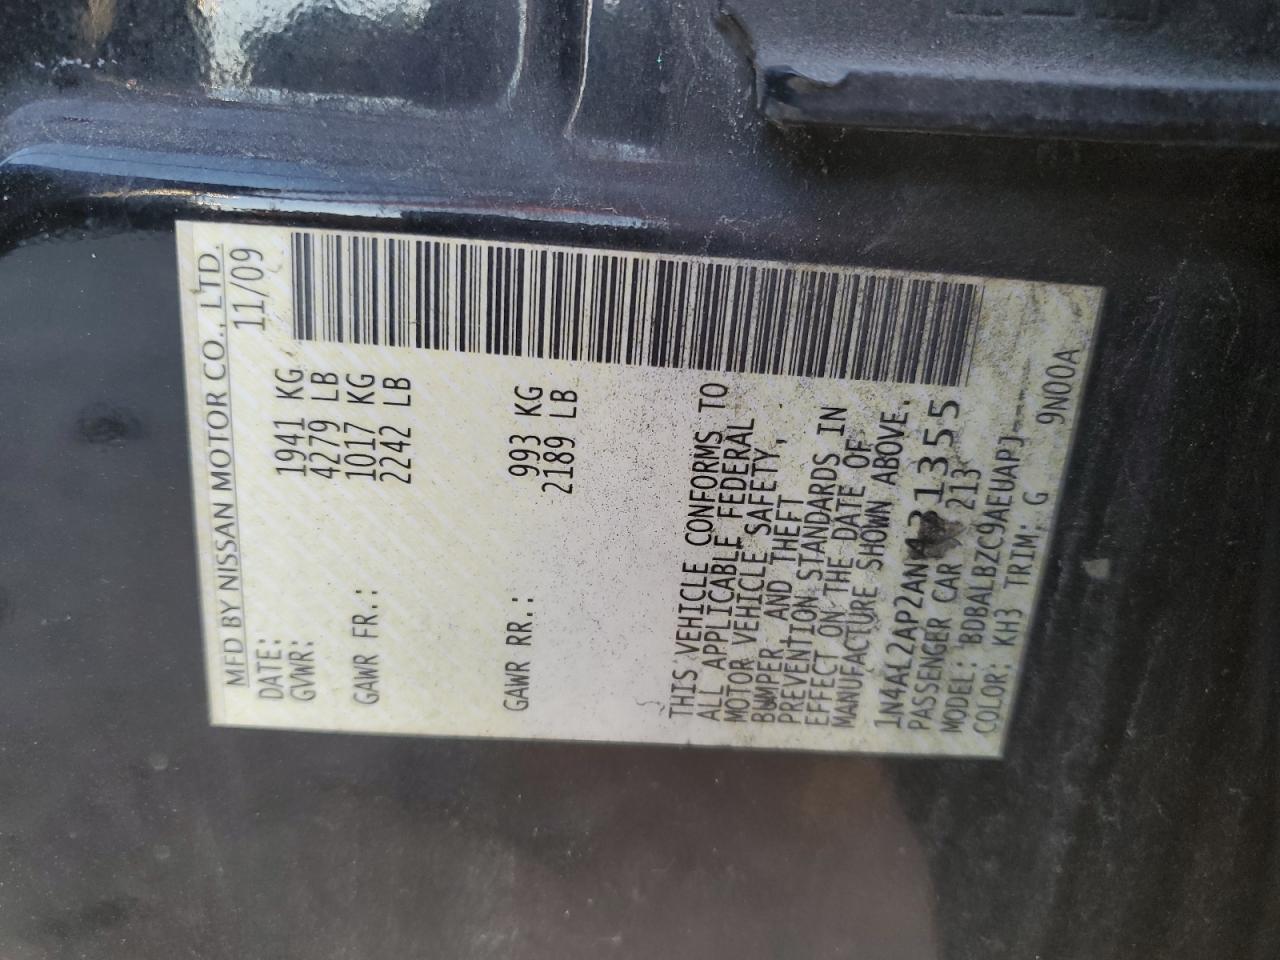 MFD BY NISSAN MOTOR CO., LTD.
DATE: 11/09
GVWR: 1941 KG
4279 LB
GAWR FR.: 1017 KG
2242 LB
GAWR RR.: 993 KG
2189 LB
THIS VEHICLE CONFORMS TO
ALL APPLICABLE FEDERAL
MOTOR VEHICLE SAFETY,
BUMPER AND THEFT
PREVENTION STANDARDS IN
EFFECT ON THE DATE OF
MANUFACTURE SHOWN ABOVE.
1N4AL2AP2AN431355
PASSENGER CAR 213
MODEL: BDBALBZC9AEUAPJ
COLOR: KH3 TRIM: G 9N00A